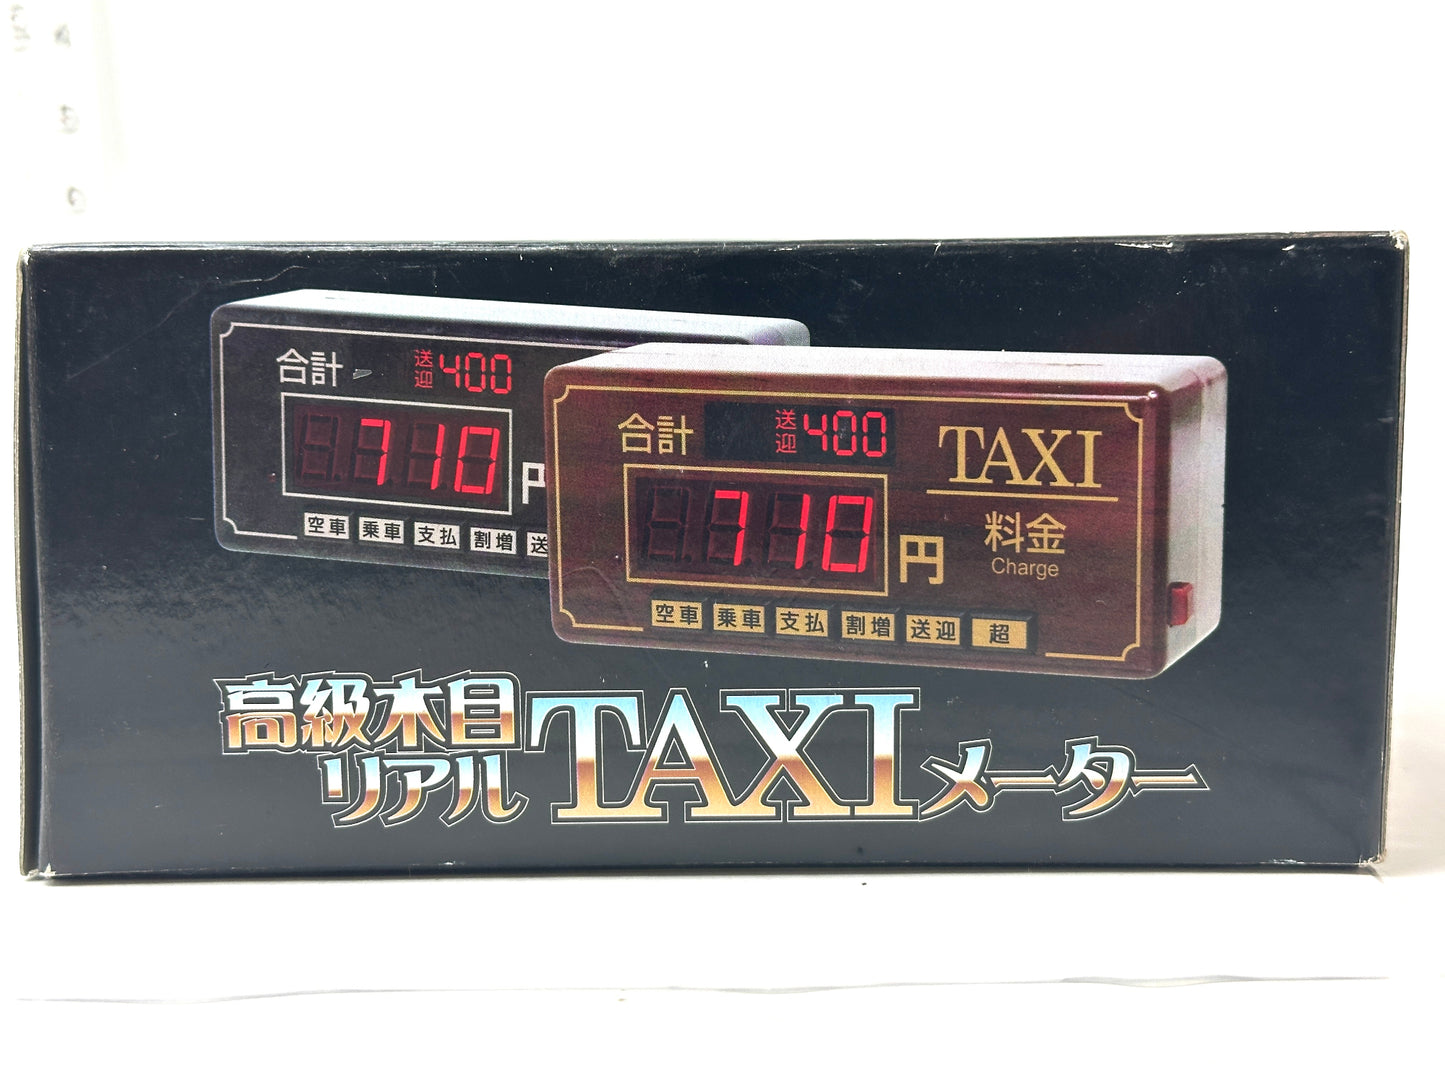 合計
送迎
400
710
円
空車 乗車 支払 割増 送
合計
送迎
400
TAXI
710
円
料金
Charge
空車 乗車 支払 割増 送迎 超
高級木目
リアル
TAXI
メーター